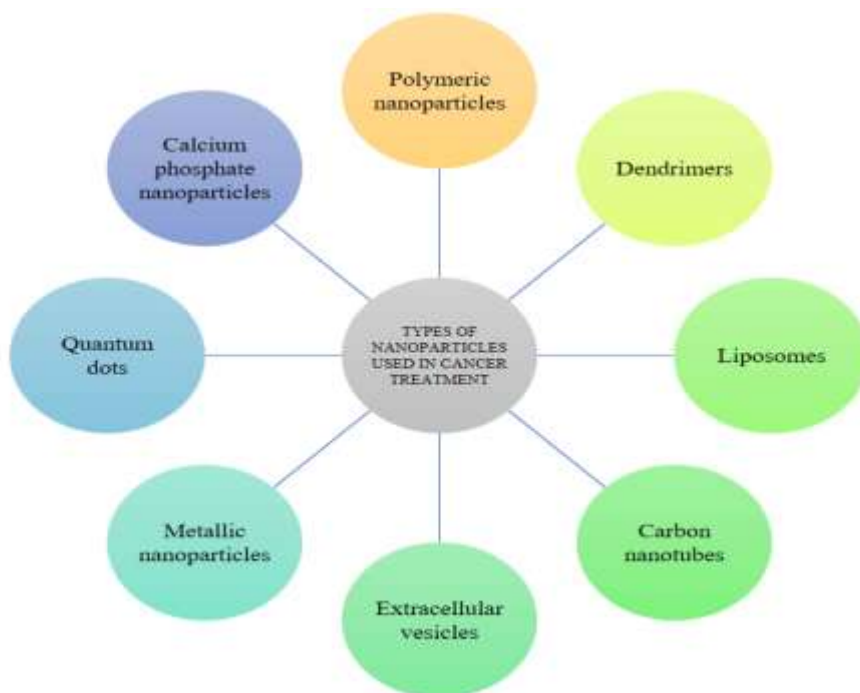 Polymeric
nanoparticles
Dendrimers
Liposomes
Carbon
nanotubes
Extracellular
vesicles
Metallic
nanoparticles
Quantum
dots
Calcium
phosphate
nanoparticles
TYPES OF
NANOPARTICLES
USED IN CANCER
TREATMENT